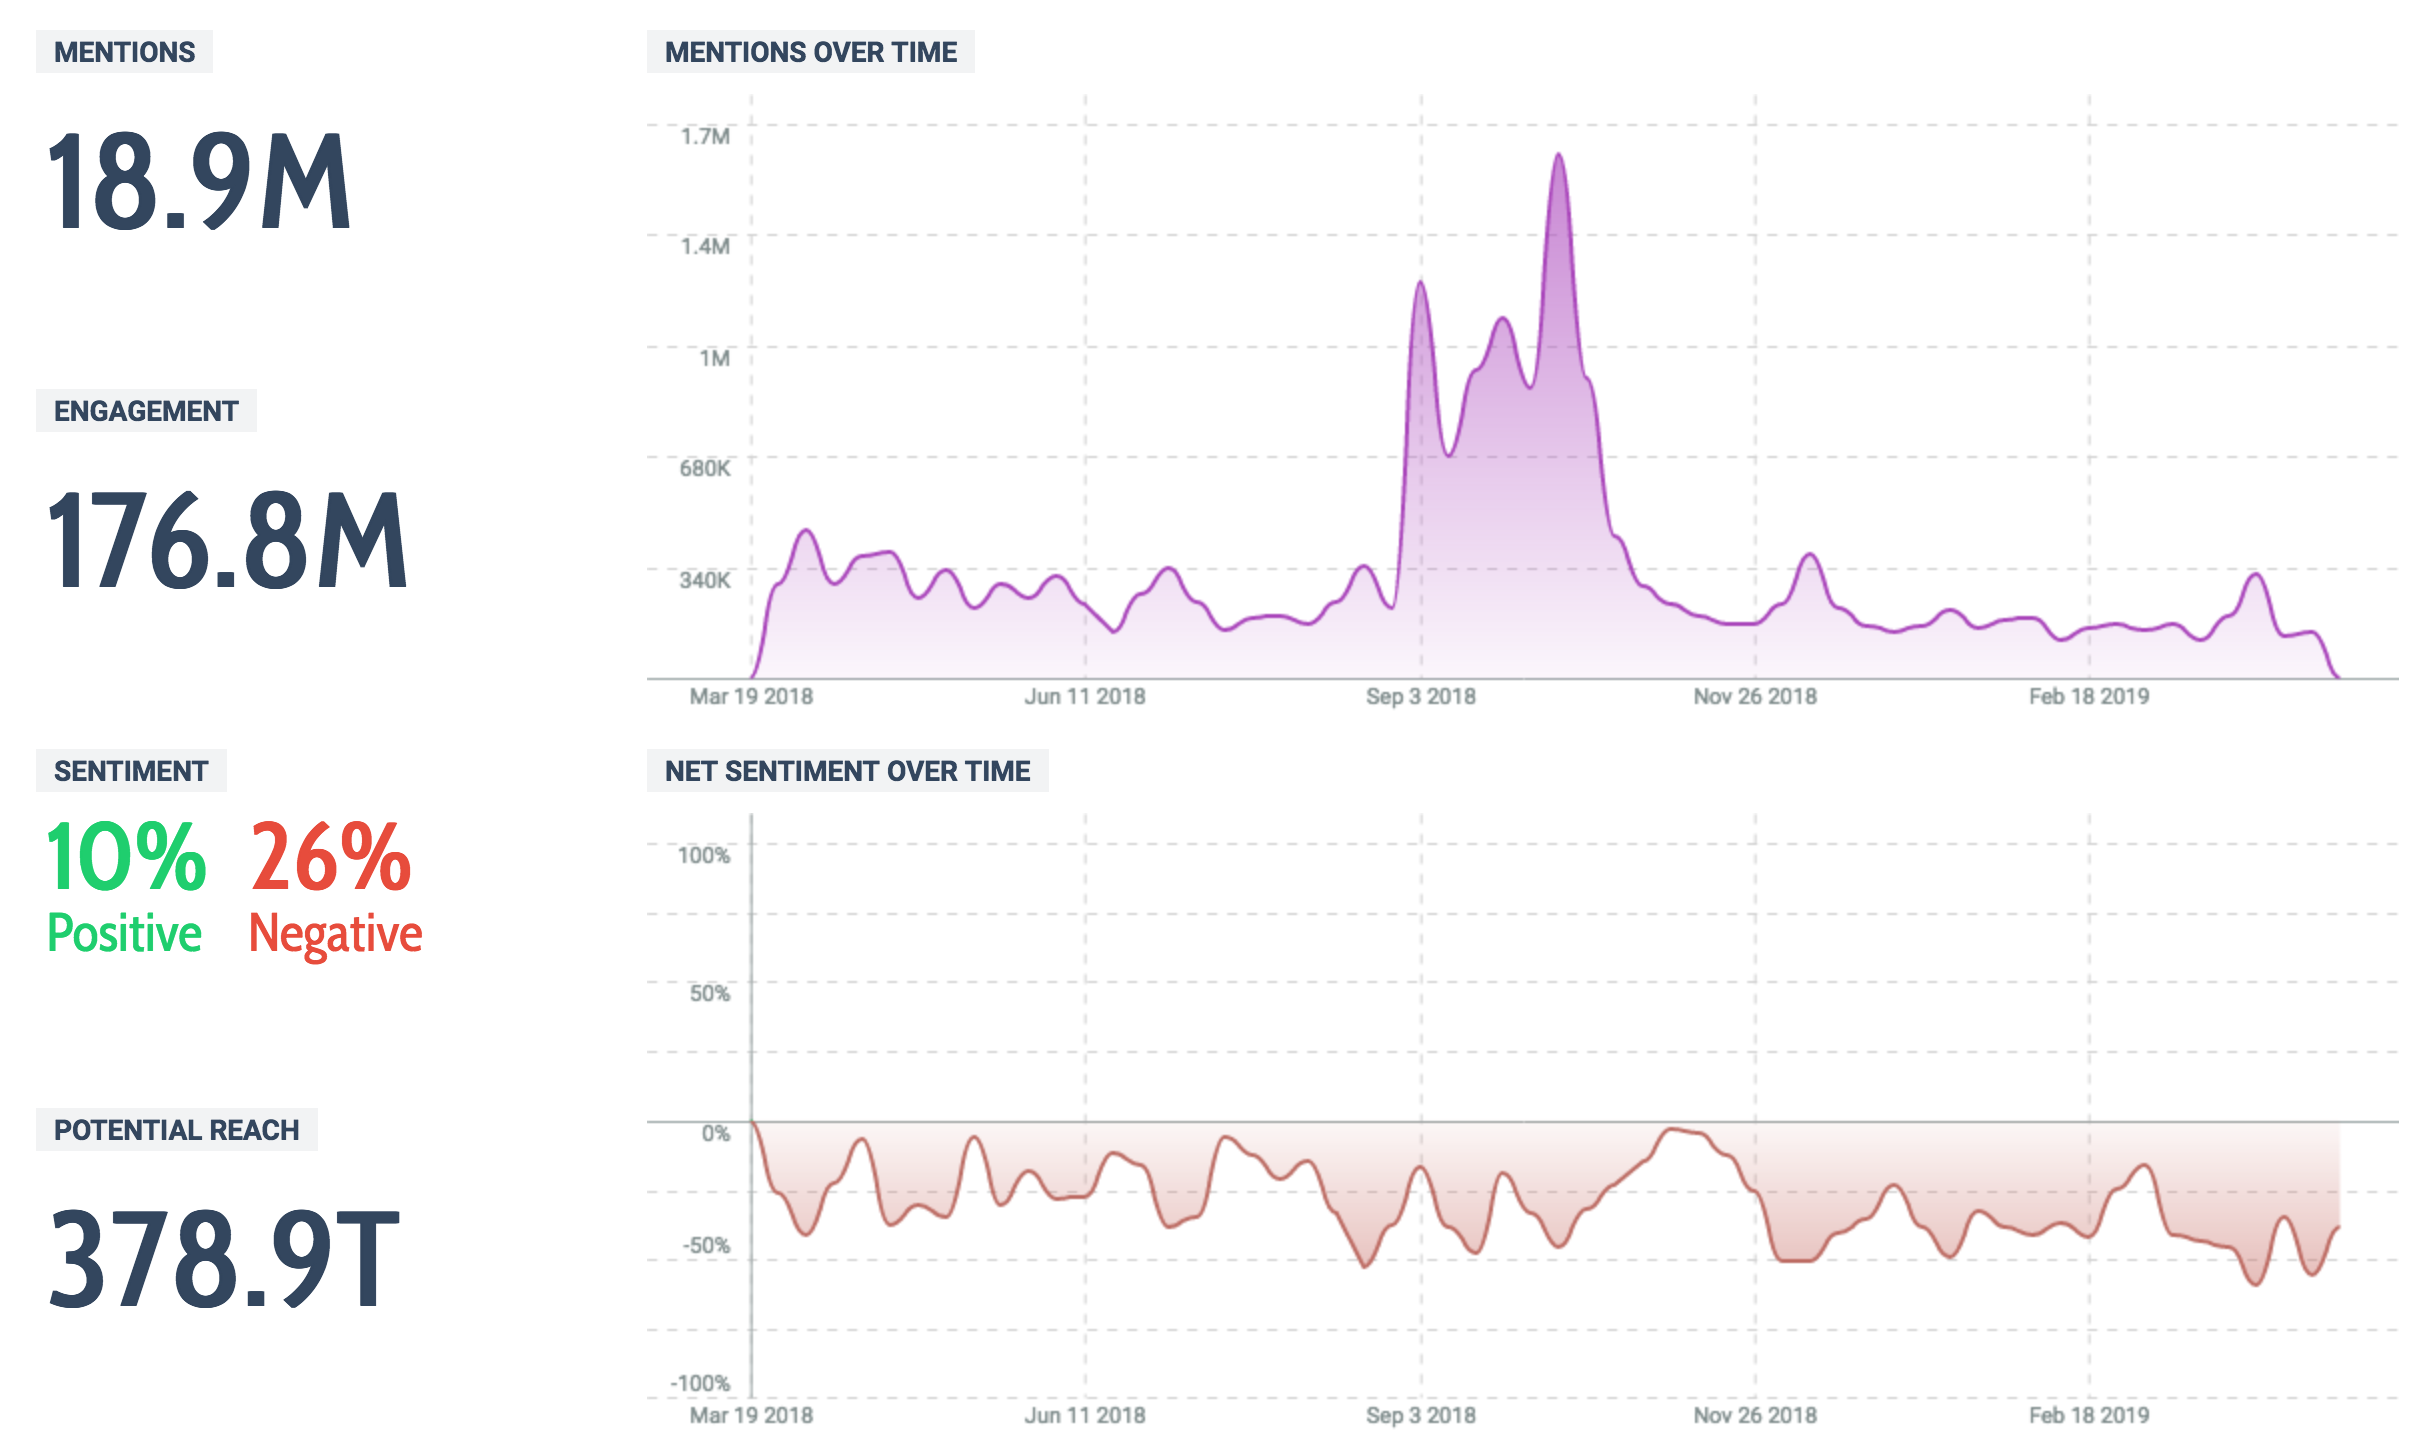 MENTIONS
18.9M
ENGAGEMENT
176.8M
SENTIMENT
10% 26%
Positive Negative
POTENTIAL REACH
378.9T
MENTIONS OVER TIME
1.7M
1.4M
1M
680K
340K
Mar 19 2018 Jun 11 2018 Sep 3 2018 Nov 26 2018 Feb 18 2019
NET SENTIMENT OVER TIME
100%
50%
0%
-50%
-100%
Mar 19 2018 Jun 11 2018 Sep 3 2018 Nov 26 2018 Feb 18 2019